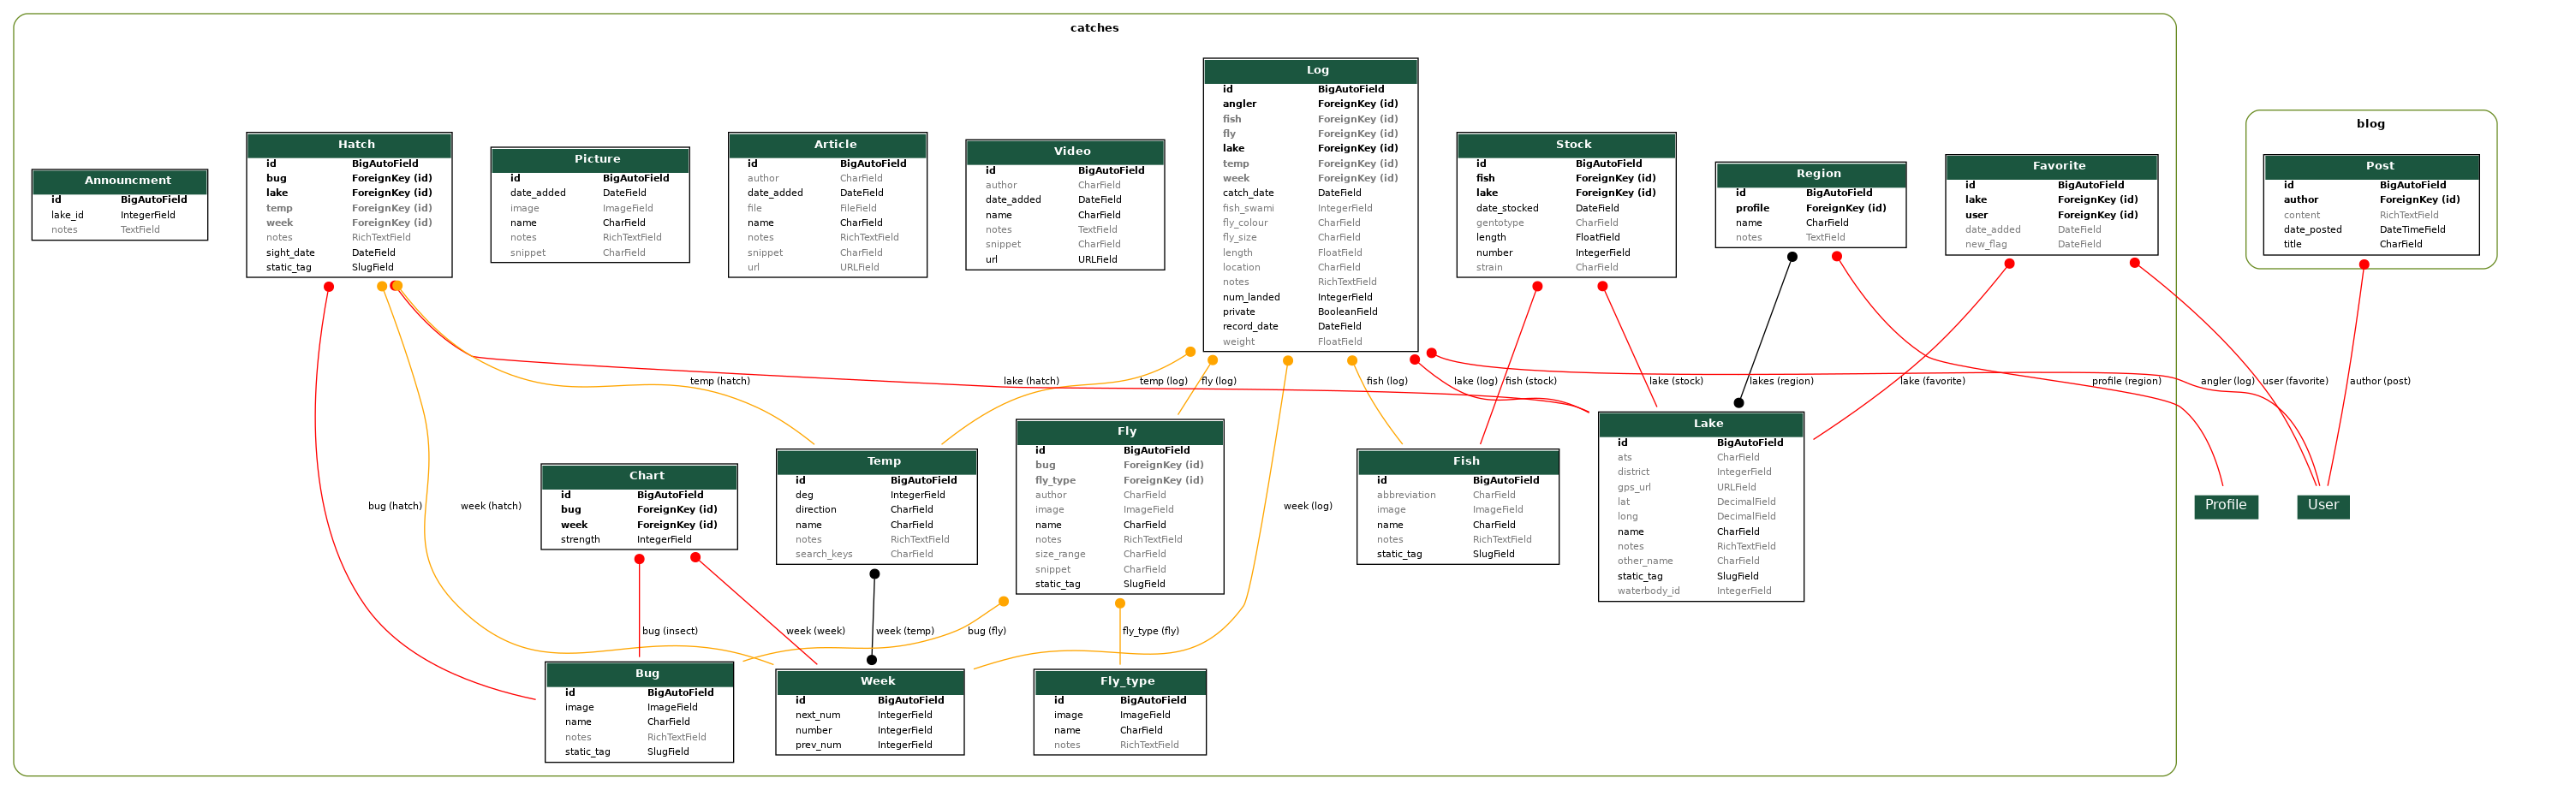 catches
Log
id BigAutoField
angler ForeignKey (id)
fish ForeignKey (id)
fly ForeignKey (id)
lake ForeignKey (id)
temp ForeignKey (id)
week ForeignKey (id)
catch_date DateField
fish_swami IntegerField
fly_colour CharField
fly_size CharField
length FloatField
location CharField
notes RichTextField
num_landed IntegerField
private BooleanField
record_date DateField
weight FloatField
Announcment
id BigAutoField
lake_id IntegerField
notes TextField
Hatch
id BigAutoField
bug ForeignKey (id)
lake ForeignKey (id)
temp ForeignKey (id)
week ForeignKey (id)
notes RichTextField
sight_date DateField
static_tag SlugField
Picture
id BigAutoField
date_added DateField
image ImageField
name CharField
notes RichTextField
snippet CharField
Article
id BigAutoField
author CharField
date_added DateField
file FileField
name CharField
notes RichTextField
snippet CharField
url URLField
Video
id BigAutoField
author CharField
date_added DateField
name CharField
notes TextField
snippet CharField
url URLField
Stock
id BigAutoField
fish ForeignKey (id)
lake ForeignKey (id)
date_stocked DateField
gentotype CharField
length FloatField
number IntegerField
strain CharField
Region
id BigAutoField
profile ForeignKey (id)
name CharField
notes TextField
Favorite
id BigAutoField
lake ForeignKey (id)
user ForeignKey (id)
date_added DateField
new_flag DateField
blog
Post
id BigAutoField
author ForeignKey (id)
content RichTextField
date_posted DateTimeField
title CharField
temp (hatch)
lake (hatch)
temp (log)
fly (log)
fish (log)
lake (log)
fish (stock)
lake (stock)
lakes (region)
lake (favorite)
profile (region)
angler (log)
user (favorite)
author (post)
bug (hatch)
week (hatch)
Chart
id BigAutoField
bug ForeignKey (id)
week ForeignKey (id)
strength IntegerField
Temp
id BigAutoField
deg IntegerField
direction CharField
name CharField
notes RichTextField
search_keys CharField
Fly
id BigAutoField
bug ForeignKey (id)
fly_type ForeignKey (id)
author CharField
image ImageField
name CharField
notes RichTextField
size_range CharField
snippet CharField
static_tag SlugField
week (log)
Fish
id BigAutoField
abbreviation CharField
image ImageField
name CharField
notes RichTextField
static_tag SlugField
Lake
id BigAutoField
ats CharField
district IntegerField
gps_url URLField
lat DecimalField
long DecimalField
name CharField
notes RichTextField
other_name CharField
static_tag SlugField
waterbody_id IntegerField
Profile
User
bug (insect)
week (week)
week (temp)
bug (fly)
fly_type (fly)
Bug
id BigAutoField
image ImageField
name CharField
notes RichTextField
static_tag SlugField
Week
id BigAutoField
next_num IntegerField
number IntegerField
prev_num IntegerField
Fly_type
id BigAutoField
image ImageField
name CharField
notes RichTextField